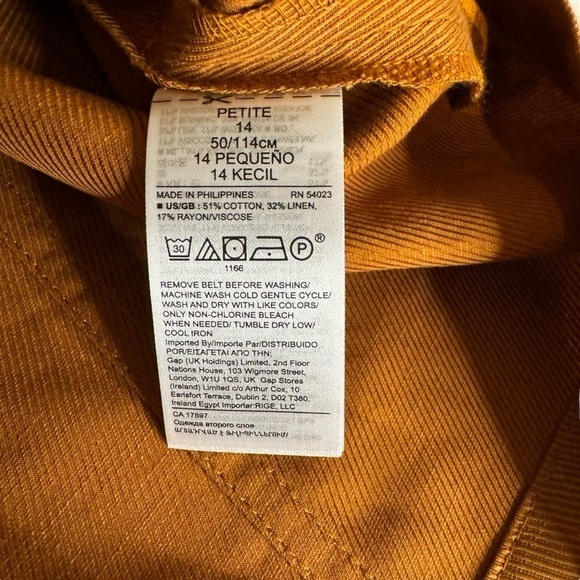 PETITE
14
50/114см
14 PEQUEÑO
14 KECIL
MADE IN PHILIPPINES RN 54023
■ US/GB : 51% COTTON, 32% LINEN,
17% RAYON/VISCOSE
30 P ®
1166
REMOVE BELT BEFORE WASHING/
MACHINE WASH COLD GENTLE CYCLE/
WASH AND DRY WITH LIKE COLORS/
ONLY NON-CHLORINE BLEACH
WHEN NEEDED/ TUMBLE DRY LOW/
COOL IRON
Imported By/Importe Par/DISTRIBUIDO
POR/ΕΙΣΑΓΕΤΑΙ ΑΠΟ ΤΗΝ:
Gap (UK Holdings) Limited, 2nd Floor
Nations House, 103 Wigmore Street,
London, W1U 1QS, UK Gap Stores
(Ireland) Limited c/o Arthur Cox, 10
Earlsfort Terrace, Dublin 2, D02 T380,
Ireland Egypt Importer:RIGE, LLC
CA 17897
Одежда второго слоя
ԱՐՏԱԴՐՎԱԾ Է ՖԻԼԻՊԻՆՆԵՐՈՒՄ/